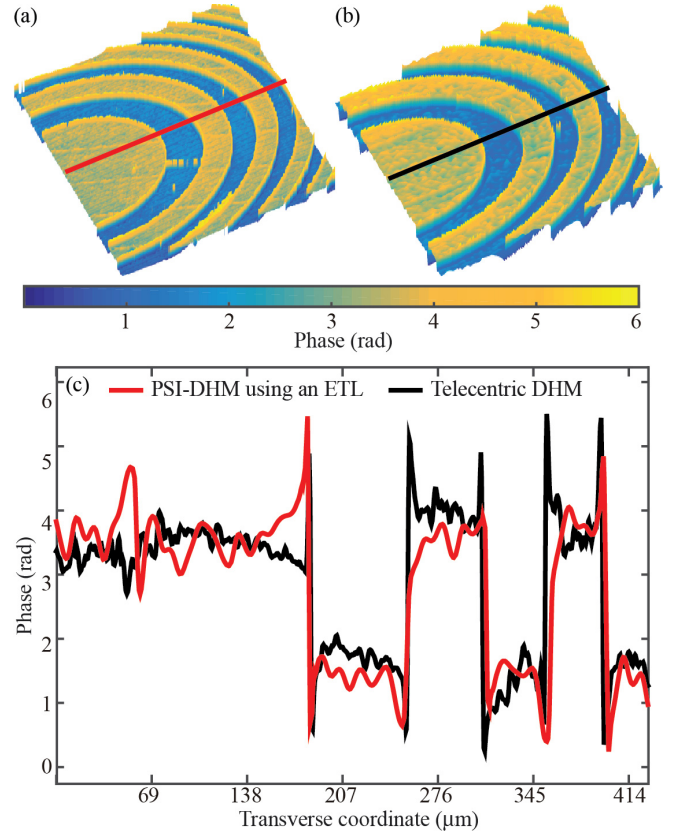 (a)
(b)
1 2 3 4 5 6
Phase (rad)
(c) PSI-DHM using an ETL Telecentric DHM
6
5
4
3
2
1
0
Phase (rad)
69 138 207 276 345 414
Transverse coordinate (μm)